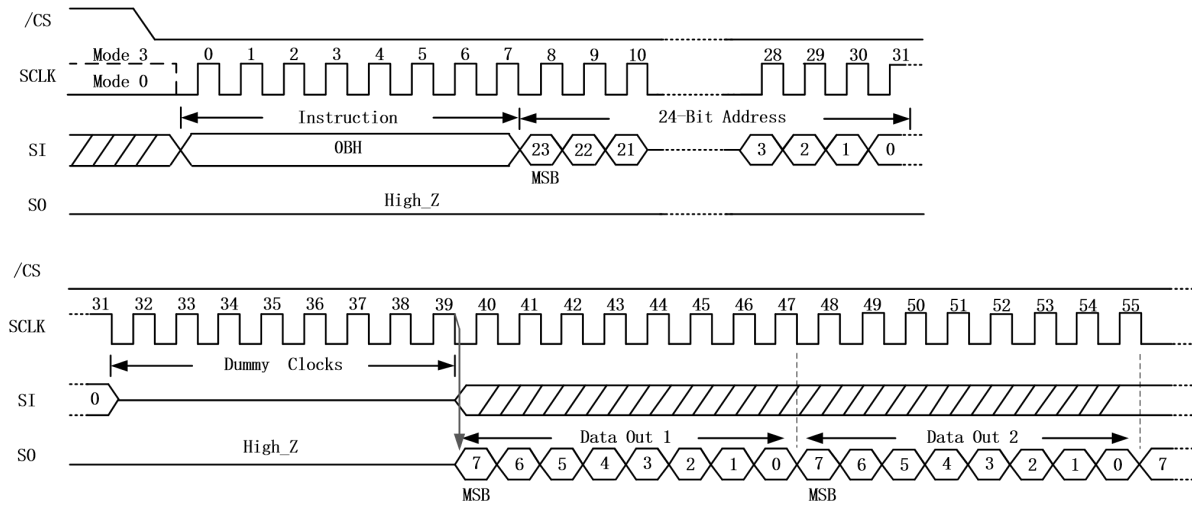 /CS
Mode 3 0 1 2 3 4 5 6 7 8 9 10 28 29 30 31
SCLK
Mode 0
Instruction 24-Bit Address
SI 0BH 23 22 21 3 2 1 0
MSB
SO High_Z
/CS
31 32 33 34 35 36 37 38 39 40 41 42 43 44 45 46 47 48 49 50 51 52 53 54 55
SCLK
Dummy Clocks
SI 0
Data Out 1 Data Out 2
SO High_Z 7 6 5 4 3 2 1 0 7 6 5 4 3 2 1 0 7
MSB MSB